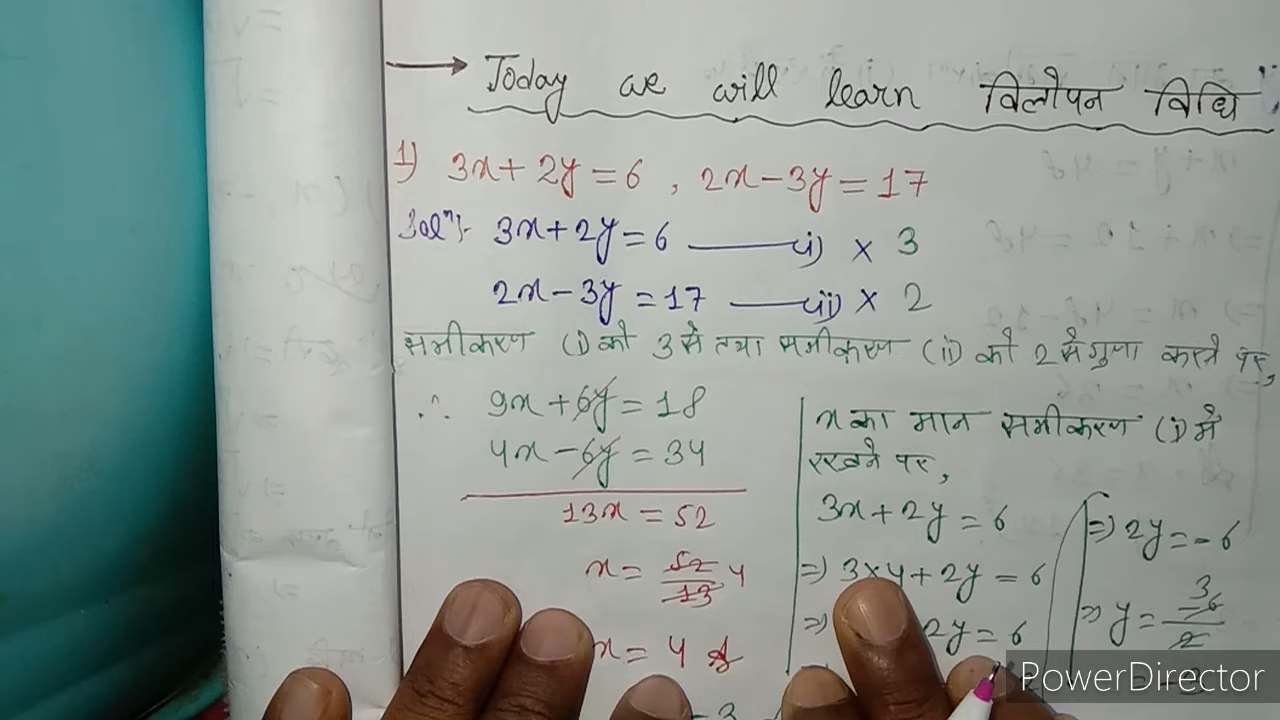 Today we will learn विलोपन विधि
1) 3x + 2y = 6 , 2x - 3y = 17
Solⁿ:- 3x + 2y = 6 ——— (i) × 3
2x - 3y = 17 ——— (ii) × 2
समीकरण (i) को 3 से तथा समीकरण (ii) को 2 से गुणा करने पर,
∴ 9x + 6y = 18
4x - 6y = 34
13x = 52
x = 52/13 4
x = 4
x का मान समीकरण (i) में
रखने पर,
3x + 2y = 6
=> 3×4 + 2y = 6
=> 2y = 6
=> 2y = -6
=> y = -6/2 3
PowerDirector